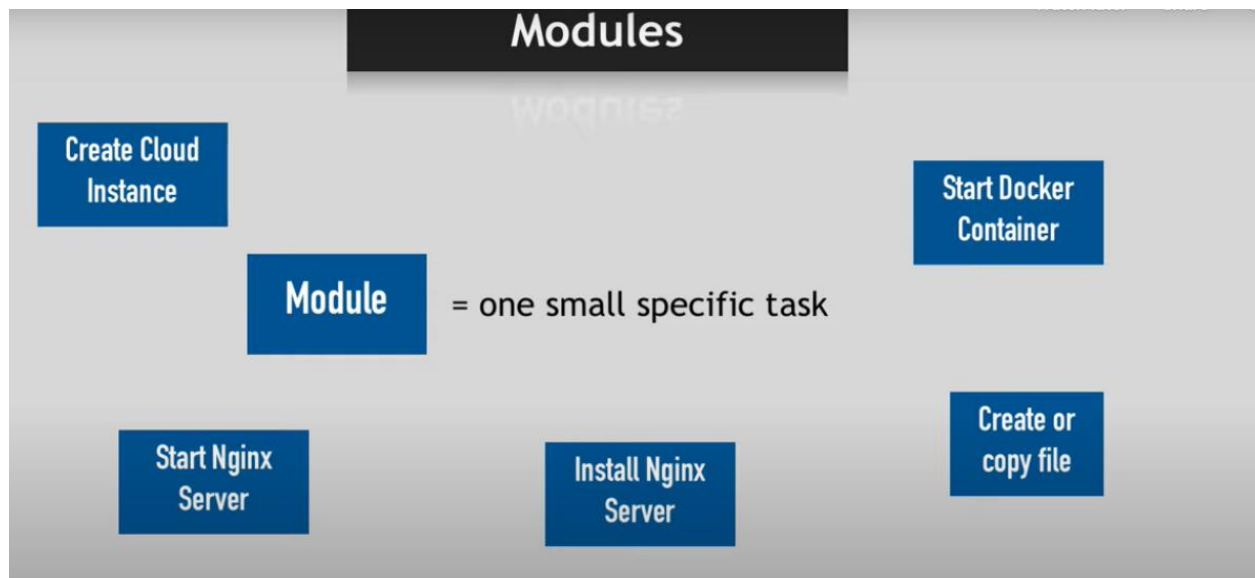 Modules
Create Cloud
Instance
Start Docker
Container
Module
= one small specific task
Create or
copy file
Start Nginx
Server
Install Nginx
Server